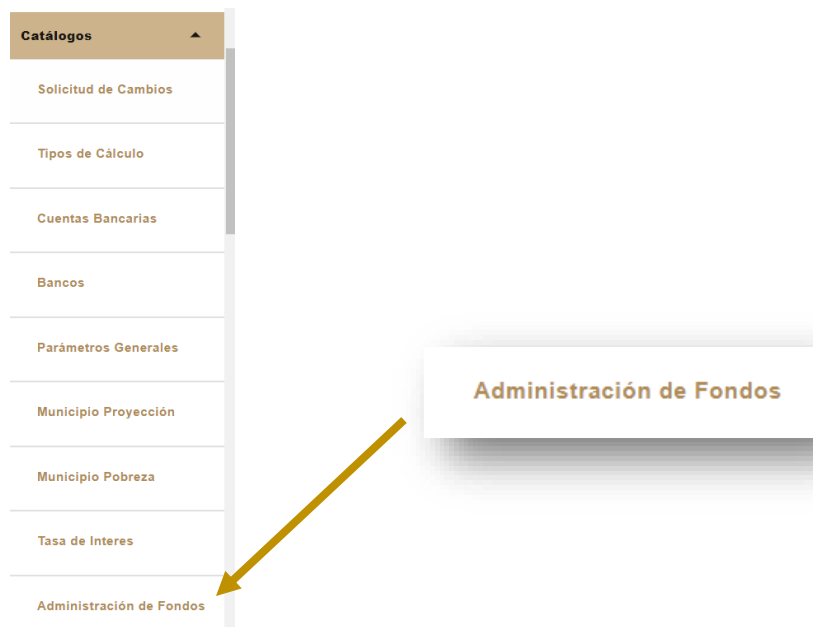 Catálogos
Solicitud de Cambios
Tipos de Cálculo
Cuentas Bancarias
Bancos
Parámetros Generales
Municipio Proyección
Municipio Pobreza
Tasa de Interes
Administración de Fondos
Administración de Fondos